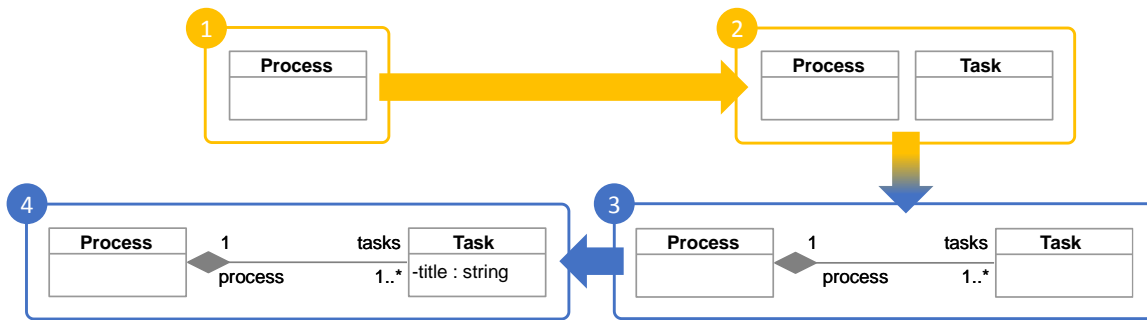 1
Process
2
Process Task
3
Process 1 tasks Task
process 1..*
4
Process 1 tasks Task
process 1..* -title : string